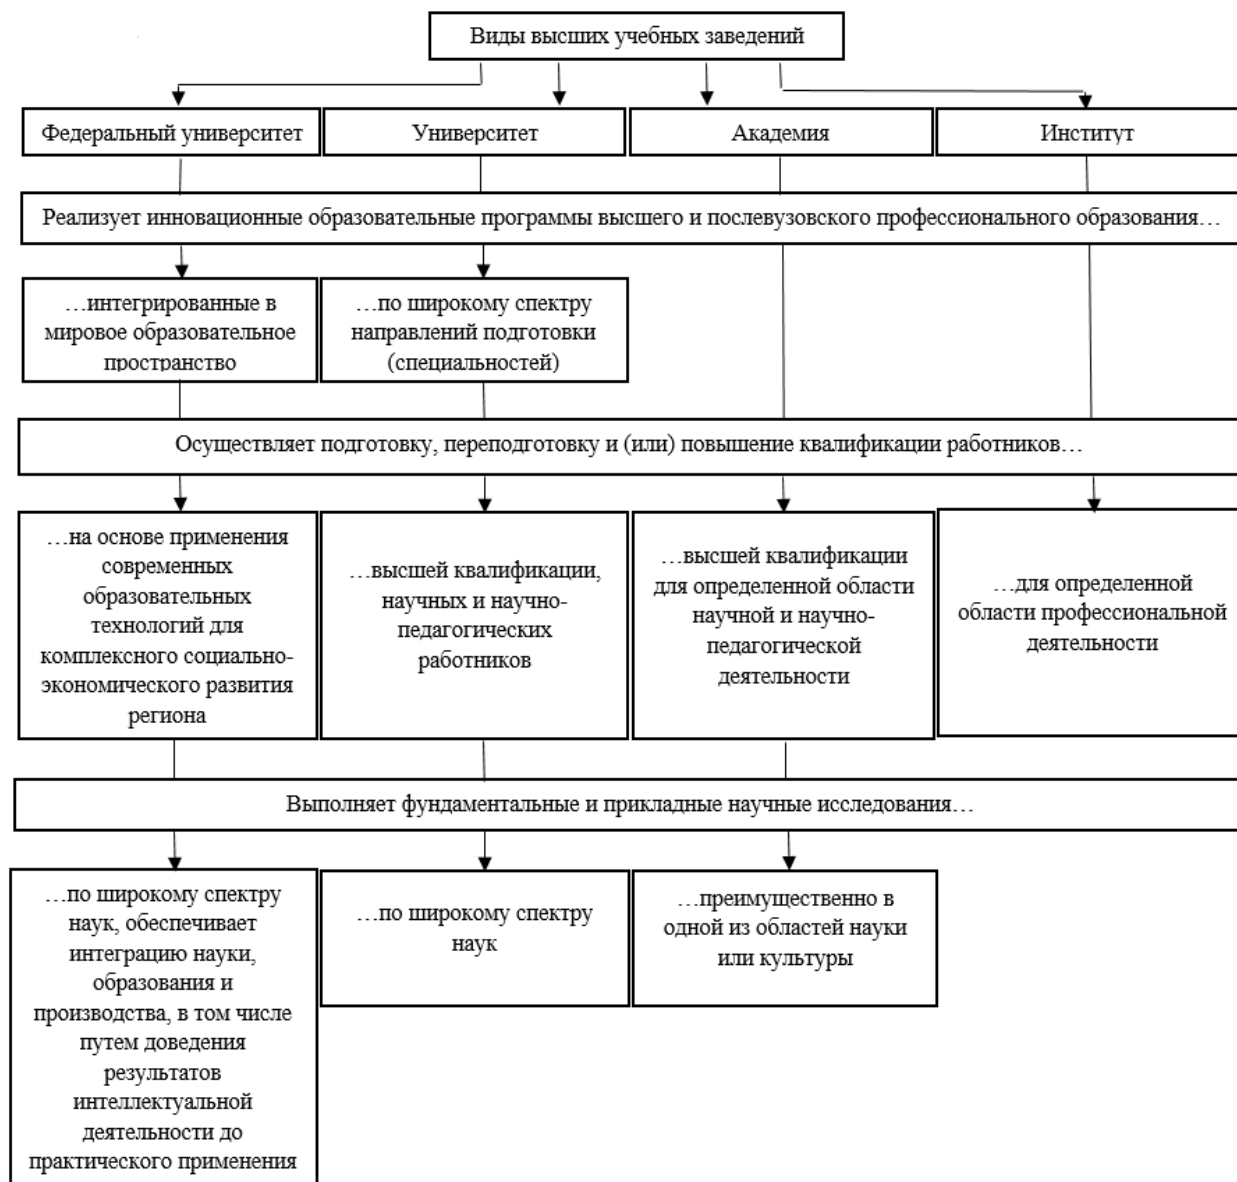 Виды высших учебных заведений
Федеральный университет
Университет
Академия
Институт
Реализует инновационные образовательные программы высшего и послевузовского профессионального образования…
…интегрированные в
мировое образовательное
пространство
…по широкому спектру
направлений подготовки
(специальностей)
Осуществляет подготовку, переподготовку и (или) повышение квалификации работников…
…на основе применения
современных
образовательных
технологий для
комплексного социально-
экономического развития
региона
…высшей квалификации,
научных и научно-
педагогических
работников
…высшей квалификации
для определенной области
научной и научно-
педагогической
деятельности
…для определенной
области профессиональной
деятельности
Выполняет фундаментальные и прикладные научные исследования…
…по широкому спектру
наук, обеспечивает
интеграцию науки,
образования и
производства, в том числе
путем доведения
результатов
интеллектуальной
деятельности до
практического применения
…по широкому спектру
наук
…преимущественно в
одной из областей науки
или культуры